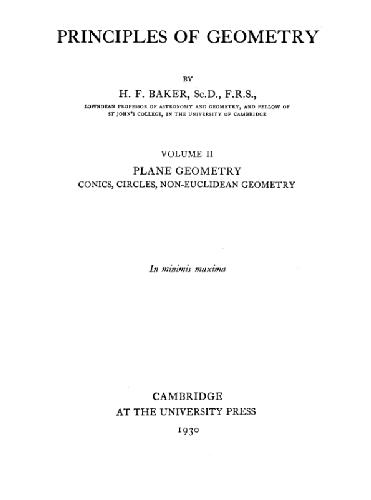 PRINCIPLES OF GEOMETRY
BY
H. F. BAKER, Sc.D., F.R.S.,
LOWNDEAN PROFESSOR OF ASTRONOMY AND GEOMETRY, AND FELLOW OF
ST JOHN'S COLLEGE, IN THE UNIVERSITY OF CAMBRIDGE
VOLUME II
PLANE GEOMETRY
CONICS, CIRCLES, NON-EUCLIDEAN GEOMETRY
In minimis maxima
CAMBRIDGE
AT THE UNIVERSITY PRESS
1930